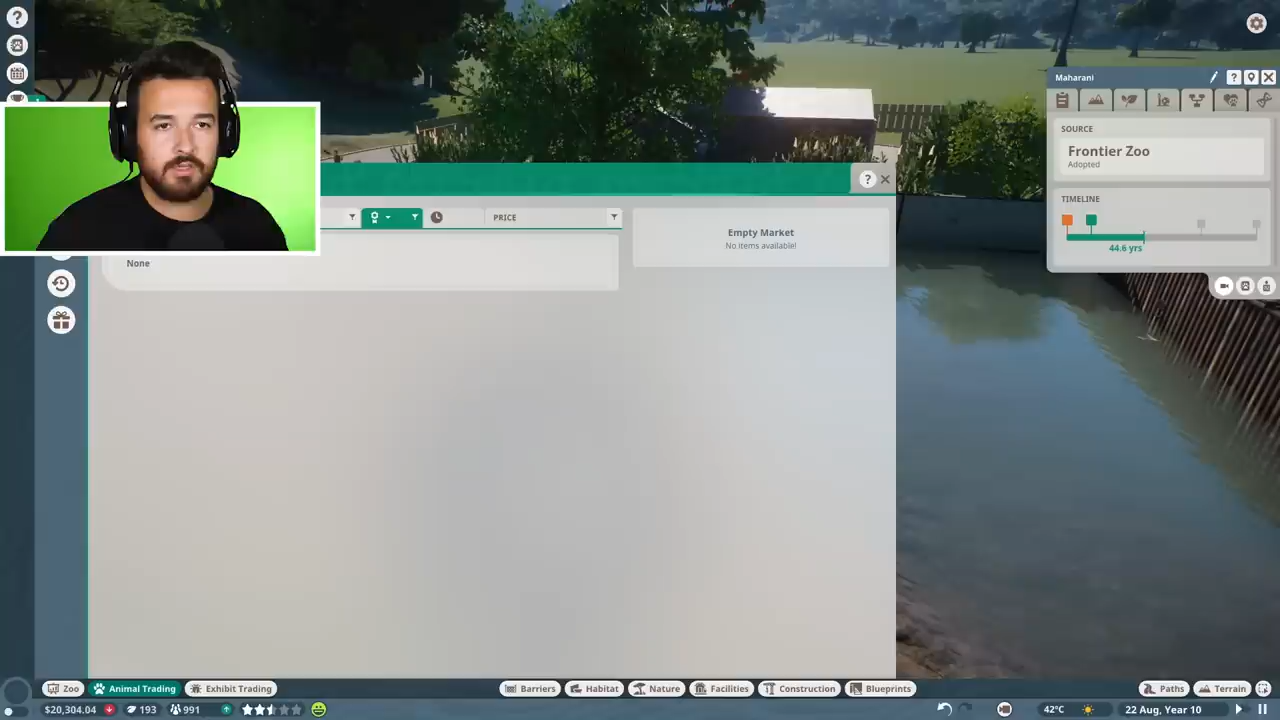 ?
Maharani
?
SOURCE
Frontier Zoo
Adopted
TIMELINE
44.6 yrs
?
PRICE
Empty Market
No items available!
None
Zoo
Animal Trading
Exhibit Trading
Barriers
Habitat
Nature
Facilities
Construction
Blueprints
Paths
Terrain
$20,304.04
193
991
42°C
22 Aug, Year 10